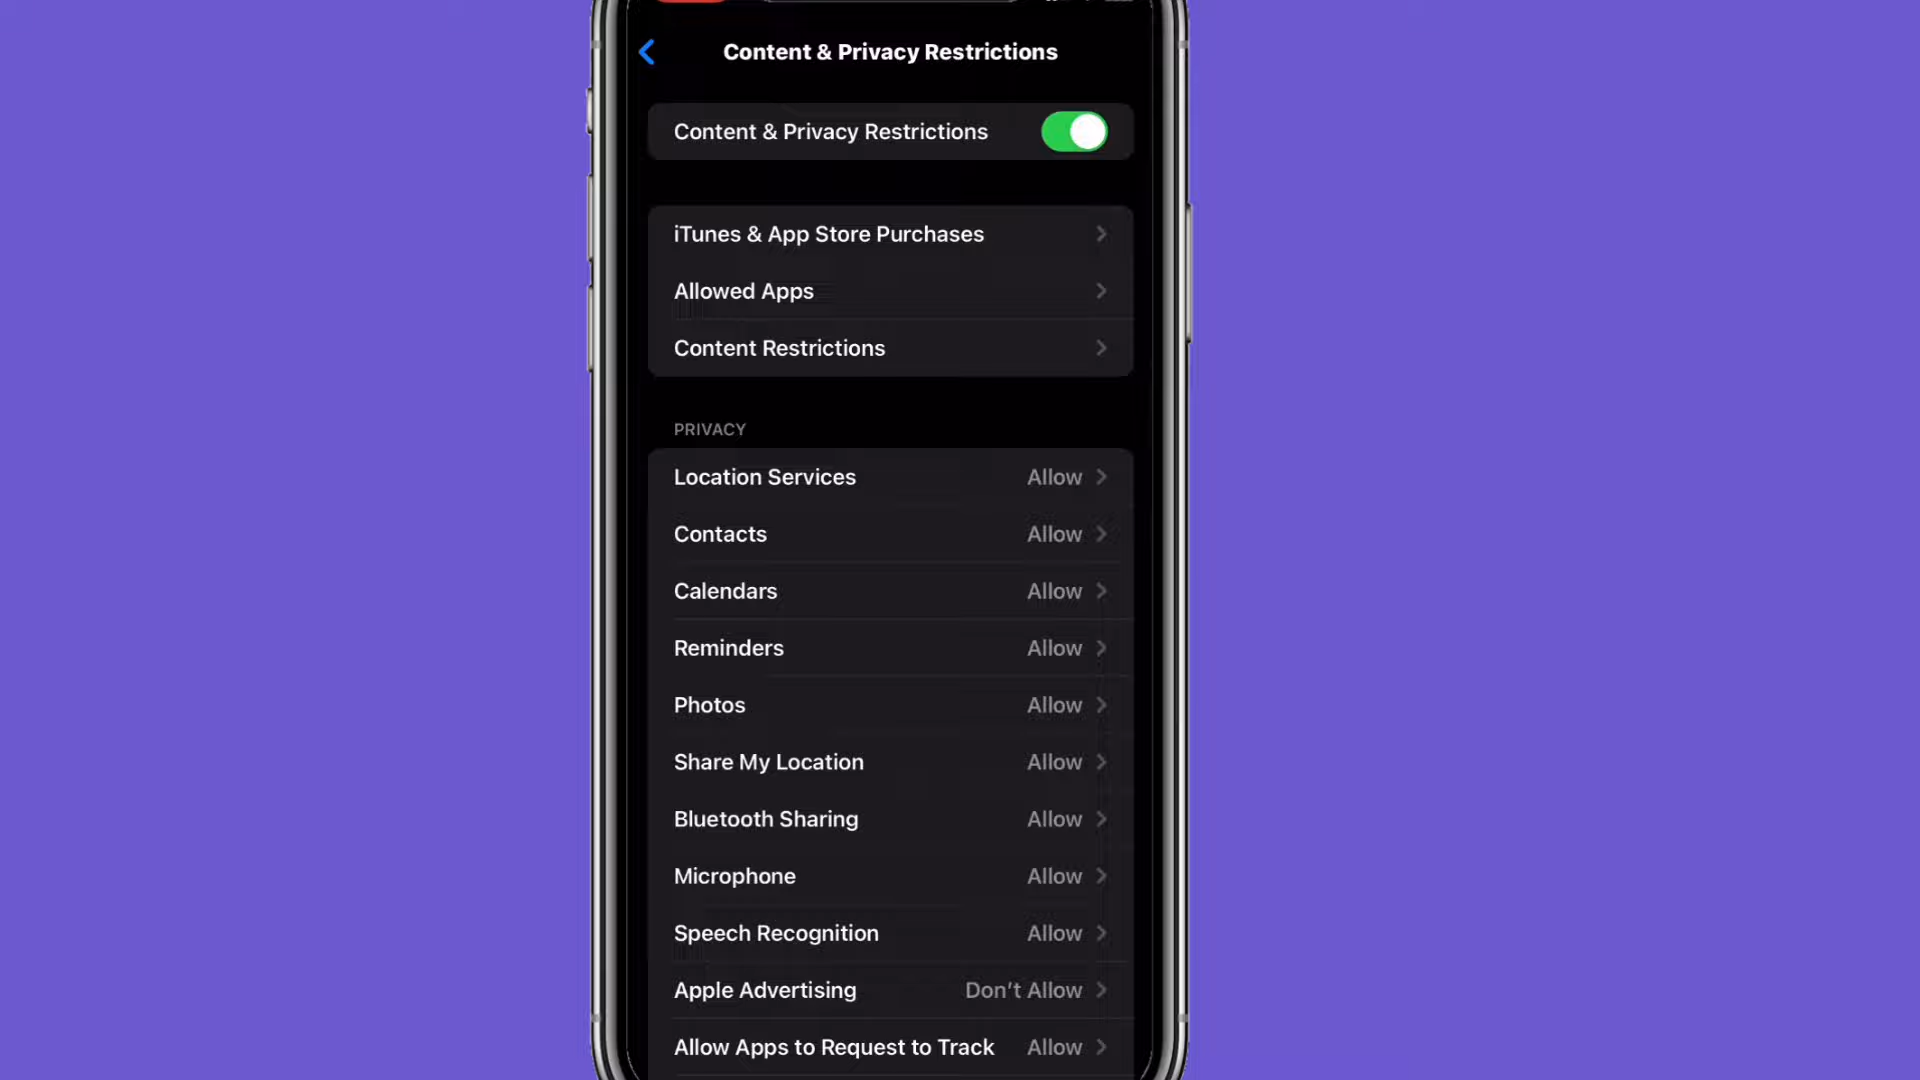 Content & Privacy Restrictions
Content & Privacy Restrictions
iTunes & App Store Purchases
Allowed Apps
Content Restrictions
PRIVACY
Location Services Allow
Contacts Allow
Calendars Allow
Reminders Allow
Photos Allow
Share My Location Allow
Bluetooth Sharing Allow
Microphone Allow
Speech Recognition Allow
Apple Advertising Don't Allow
Allow Apps to Request to Track Allow